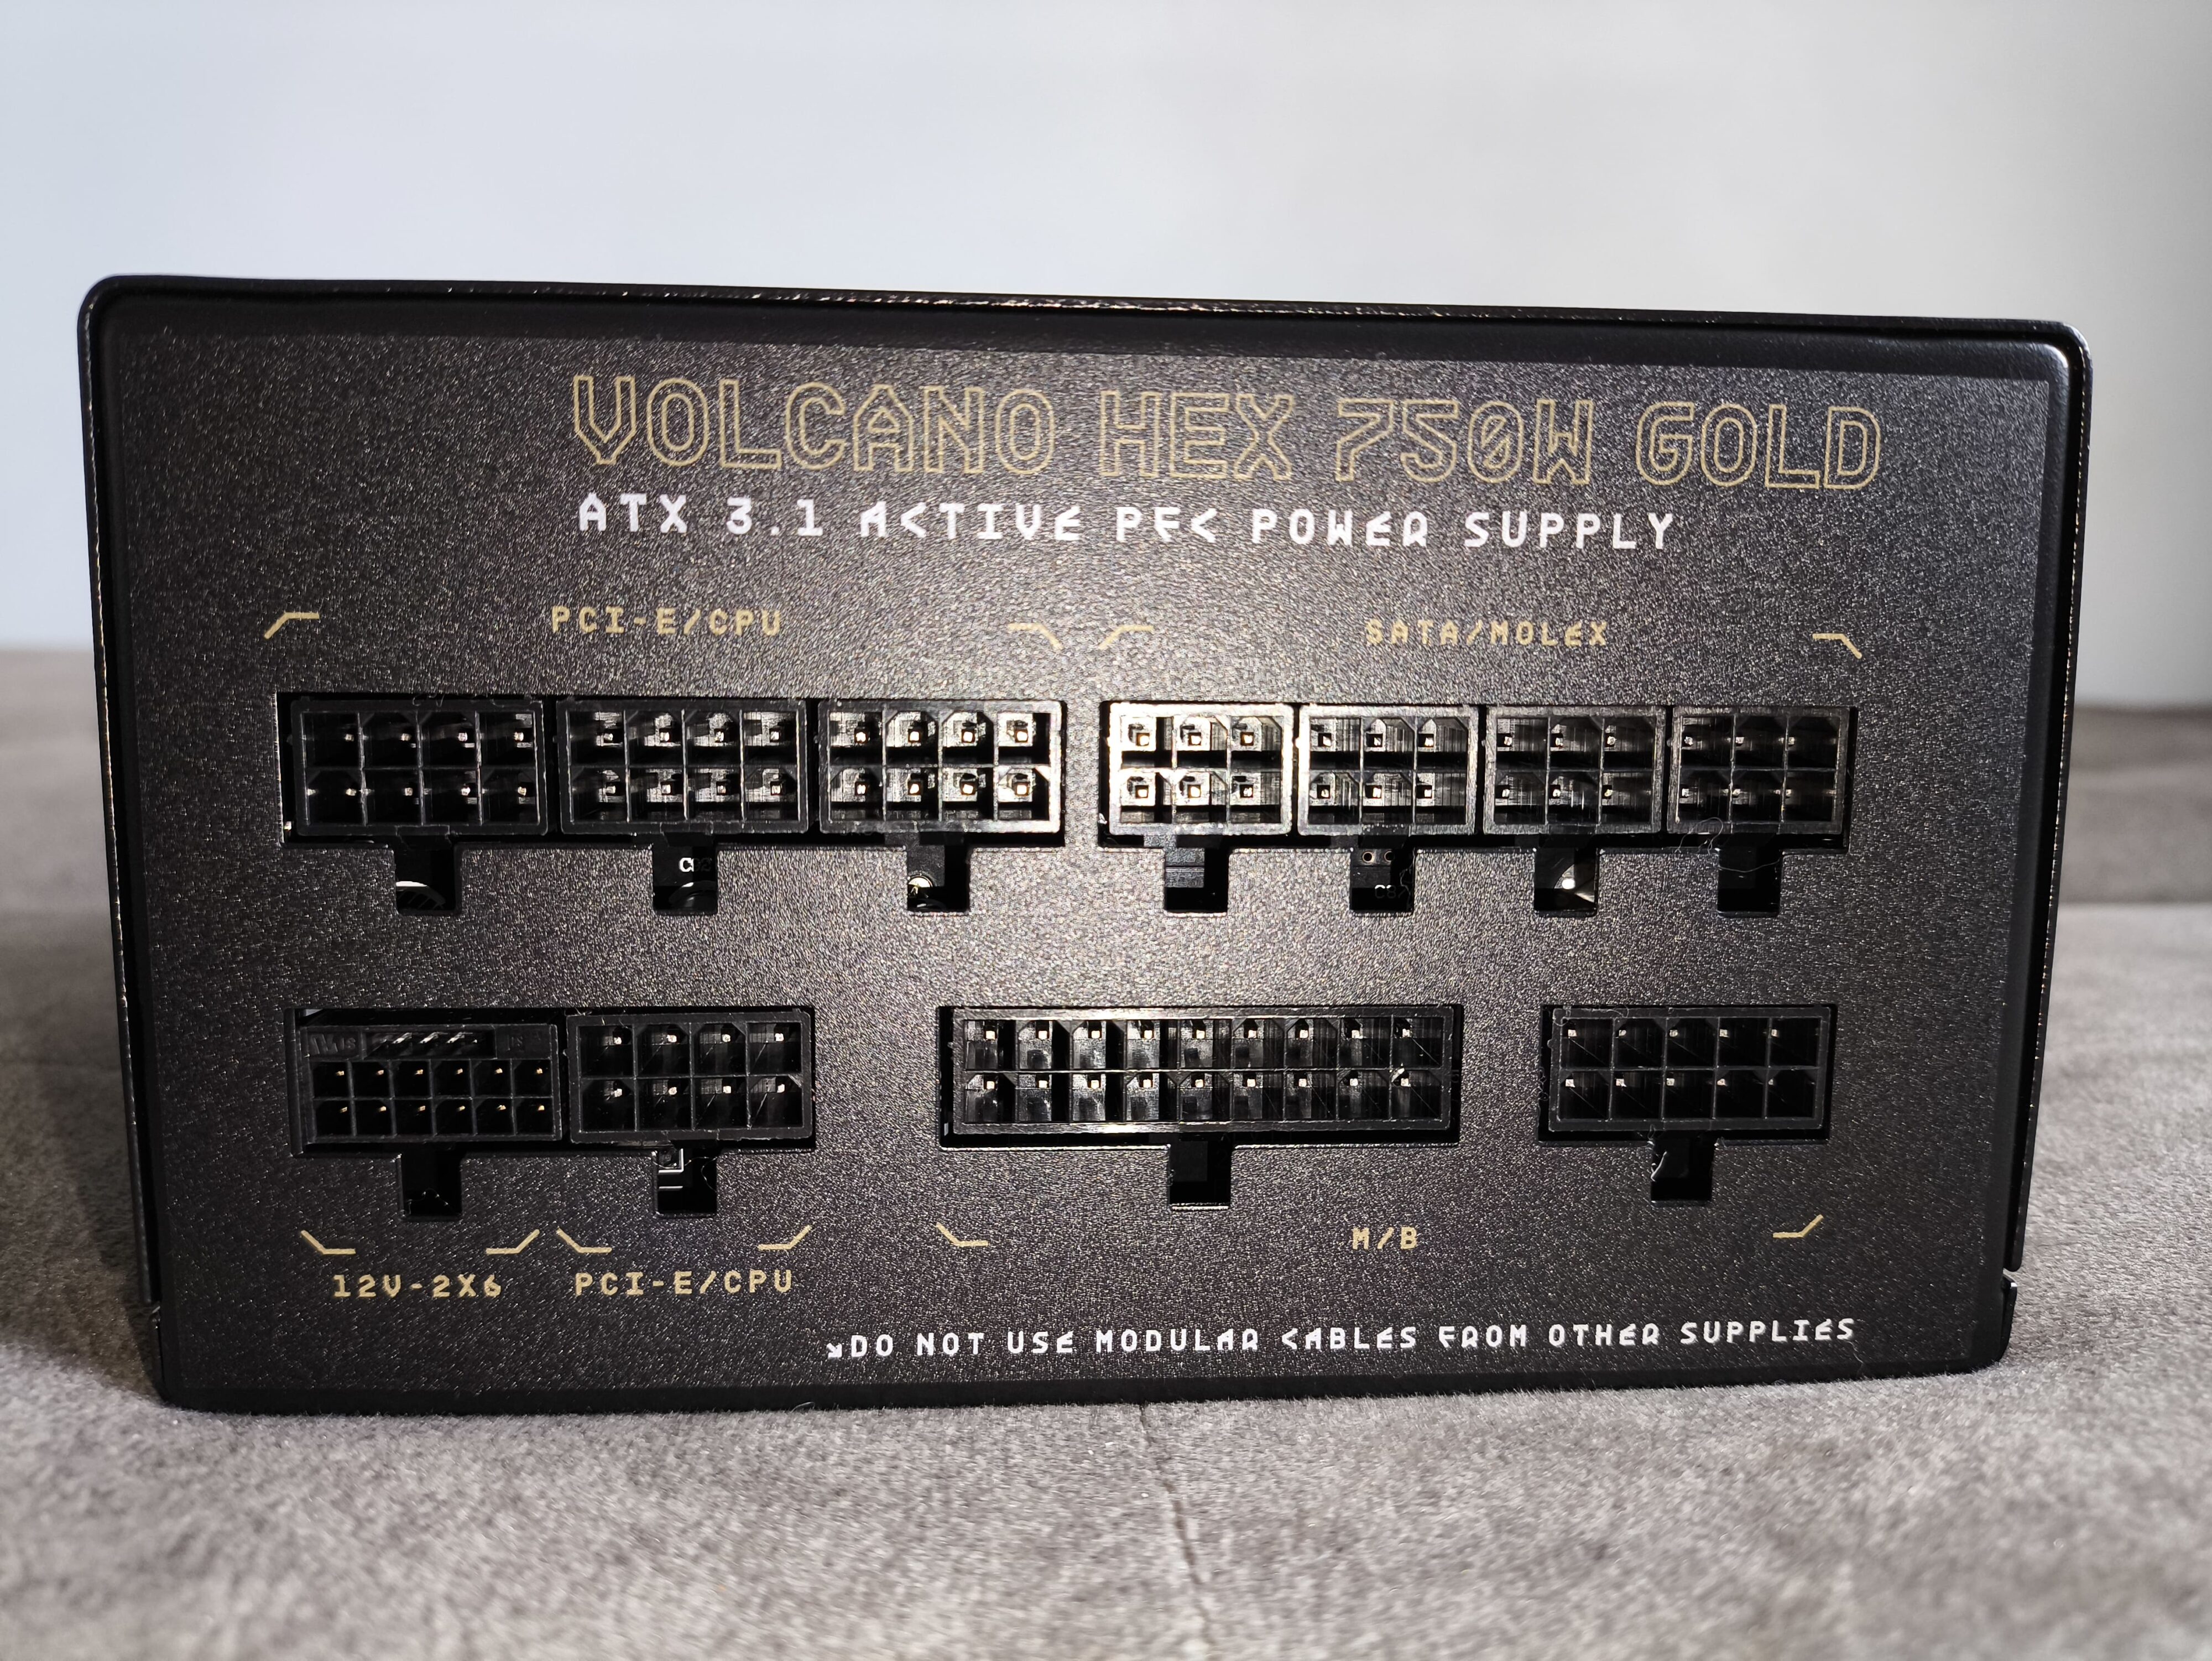 VOLCANO HEX 750W GOLD
ATX 3.1 ACTIVE PFC POWER SUPPLY
PCI-E/CPU
SATA/MOLEX
12V-2X6
PCI-E/CPU
M/B
↘DO NOT USE MODULAR CABLES FROM OTHER SUPPLIES